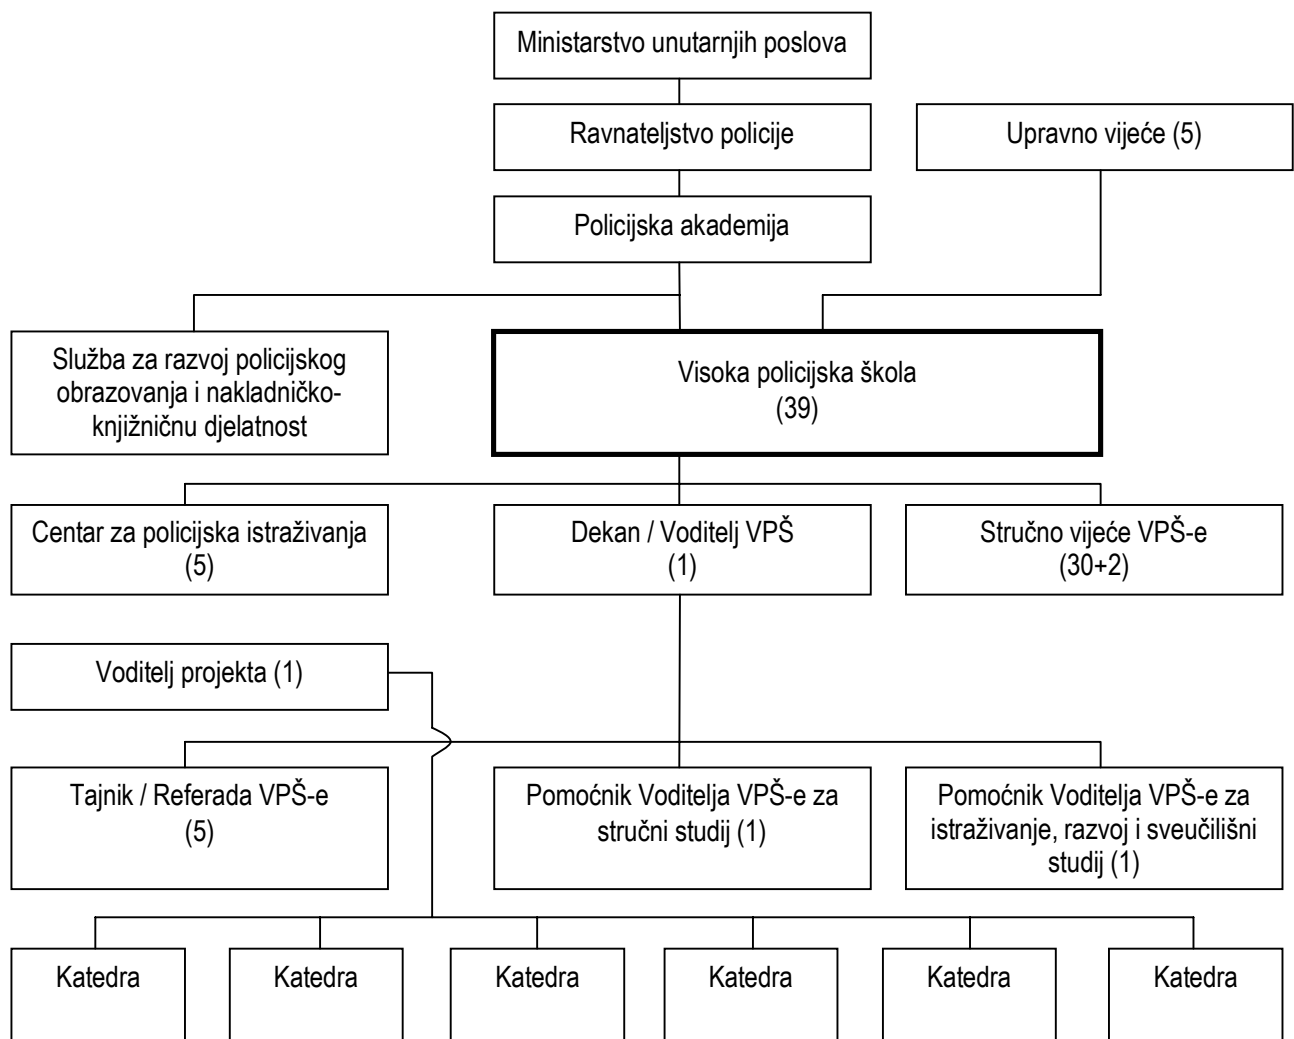 Ministarstvo unutarnjih poslova
Ravnateljstvo policije
Upravno vijeće (5)
Policijska akademija
Služba za razvoj policijskog
obrazovanja i nakladničko-
knjižničnu djelatnost
Visoka policijska škola
(39)
Centar za policijska istraživanja
(5)
Dekan / Voditelj VPŠ
(1)
Stručno vijeće VPŠ-e
(30+2)
Voditelj projekta (1)
Tajnik / Referada VPŠ-e
(5)
Pomoćnik Voditelja VPŠ-e za
stručni studij (1)
Pomoćnik Voditelja VPŠ-e za
istraživanje, razvoj i sveučilišni
studij (1)
Katedra
Katedra
Katedra
Katedra
Katedra
Katedra